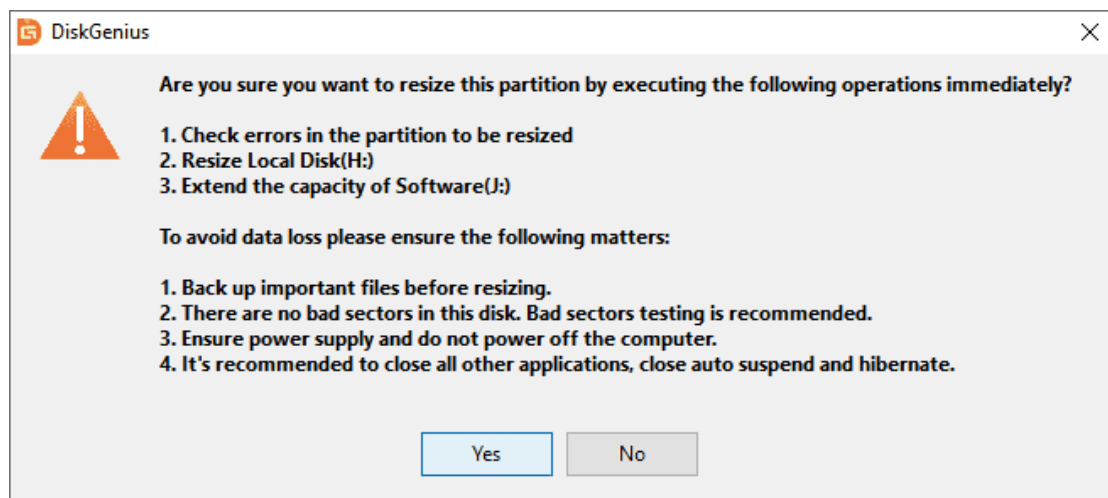 DiskGenius
Are you sure you want to resize this partition by executing the following operations immediately?
1. Check errors in the partition to be resized
2. Resize Local Disk(H:)
3. Extend the capacity of Software(J:)
To avoid data loss please ensure the following matters:
1. Back up important files before resizing.
2. There are no bad sectors in this disk. Bad sectors testing is recommended.
3. Ensure power supply and do not power off the computer.
4. It's recommended to close all other applications, close auto suspend and hibernate.
Yes
No